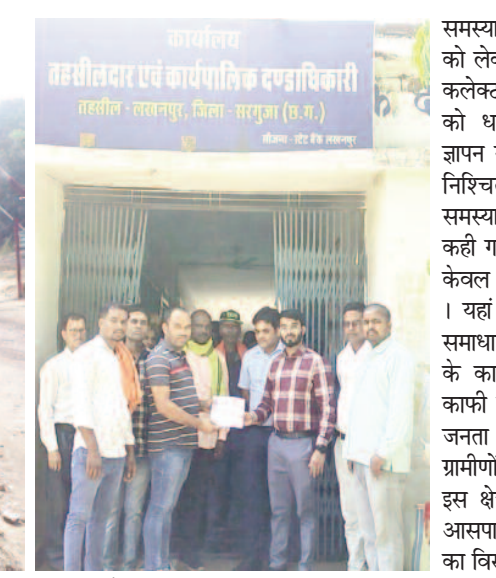 कार्यालय
तहसीलदार एवं कार्यपालिक दण्डाधिकारी
तहसील - लखनपुर, जिला - सरगुजा (छ.ग.)
सौजन्य - स्टेट बैंक लखनपुर
समस्या
को लेव
कलेक्ट
को ध
ज्ञापन
निश्चित
समस्या
कही ग
केवल
। यहां
समाधा
के का
काफी
जनता
ग्रामीणों
इस क्षे
आसपा
का विस